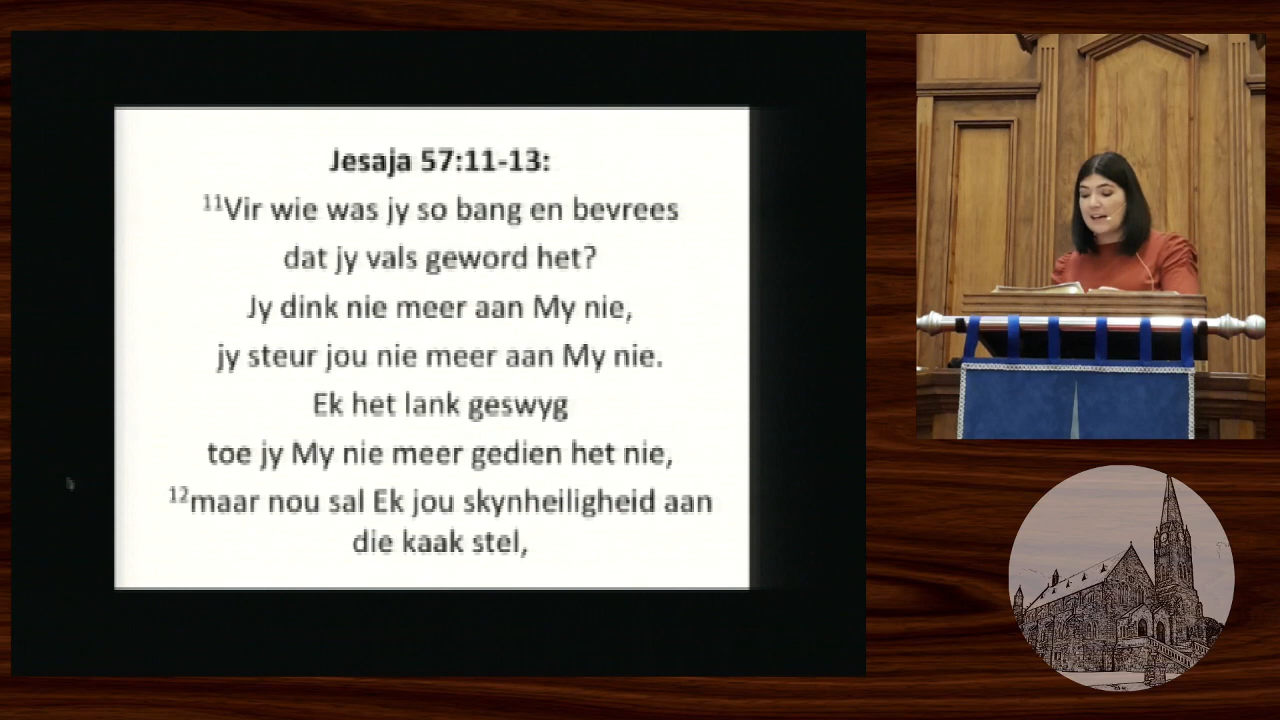 Jesaja 57:11-13:
¹¹Vir wie was jy so bang en bevrees
dat jy vals geword het?
Jy dink nie meer aan My nie,
jy steur jou nie meer aan My nie.
Ek het lank geswyg
toe jy My nie meer gedien het nie,
¹²maar nou sal Ek jou skynheiligheid aan
die kaak stel,